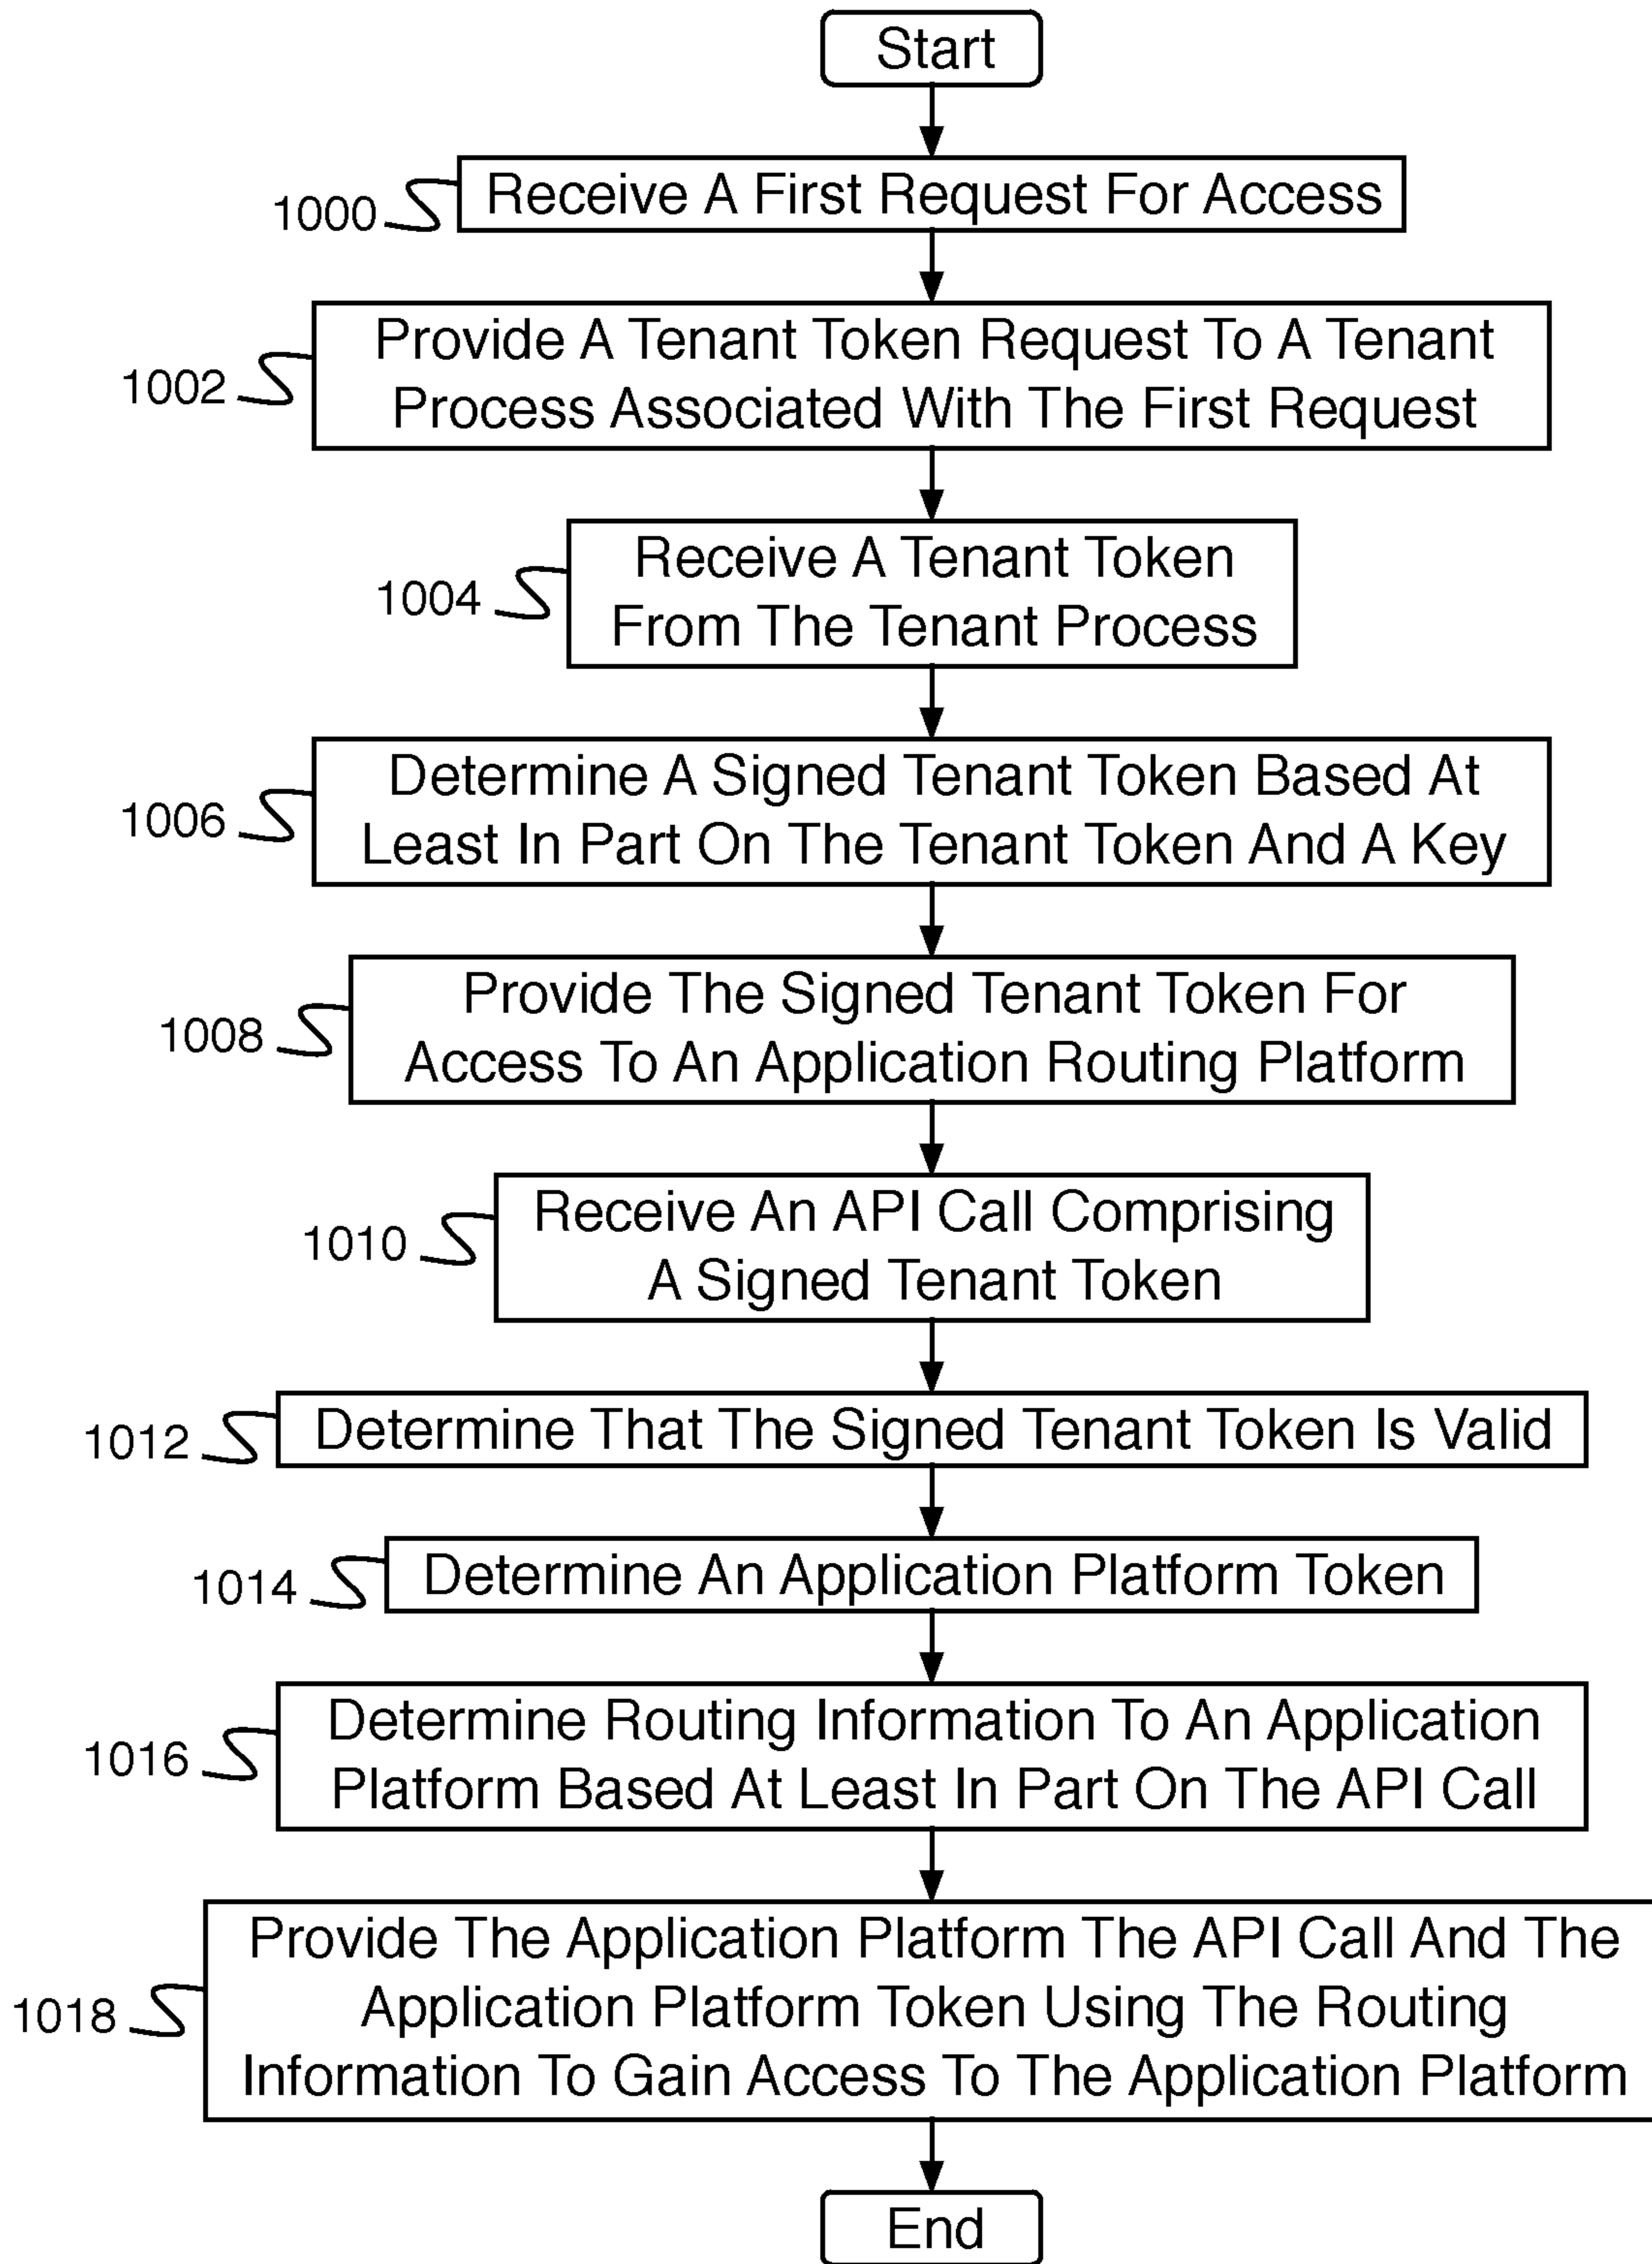 Start
1000
Receive A First Request For Access
1002
Provide A Tenant Token Request To A Tenant
Process Associated With The First Request
1004
Receive A Tenant Token
From The Tenant Process
1006
Determine A Signed Tenant Token Based At
Least In Part On The Tenant Token And A Key
1008
Provide The Signed Tenant Token For
Access To An Application Routing Platform
1010
Receive An API Call Comprising
A Signed Tenant Token
1012
Determine That The Signed Tenant Token Is Valid
1014
Determine An Application Platform Token
1016
Determine Routing Information To An Application
Platform Based At Least In Part On The API Call
1018
Provide The Application Platform The API Call And The
Application Platform Token Using The Routing
Information To Gain Access To The Application Platform
End